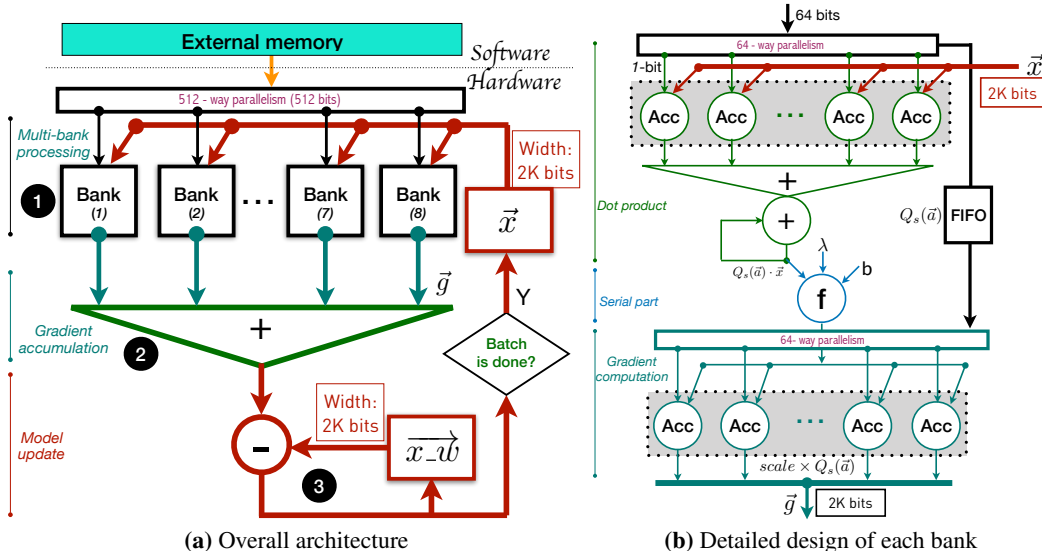 External memory
Software
Hardware
512 - way parallelism (512 bits)
Multi-bank
processing
Width:
2K bits
1
Bank
(1)
Bank
(2)
...
Bank
(7)
Bank
(8)
x⃗
g⃗
Y
Gradient
accumulation
2
+
Batch
is done?
Model
update
-
Width:
2K bits
x_w⃗
3
(a) Overall architecture
64 bits
64 - way parallelism
1-bit
x⃗
2K bits
Acc
Acc
...
Acc
Acc
+
Dot product
+
Qs(a⃗)
FIFO
Qs(a⃗) · x⃗
λ
b
Serial part
f
64- way parallelism
Gradient
computation
Acc
Acc
...
Acc
Acc
scale × Qs(a⃗)
g⃗
2K bits
(b) Detailed design of each bank